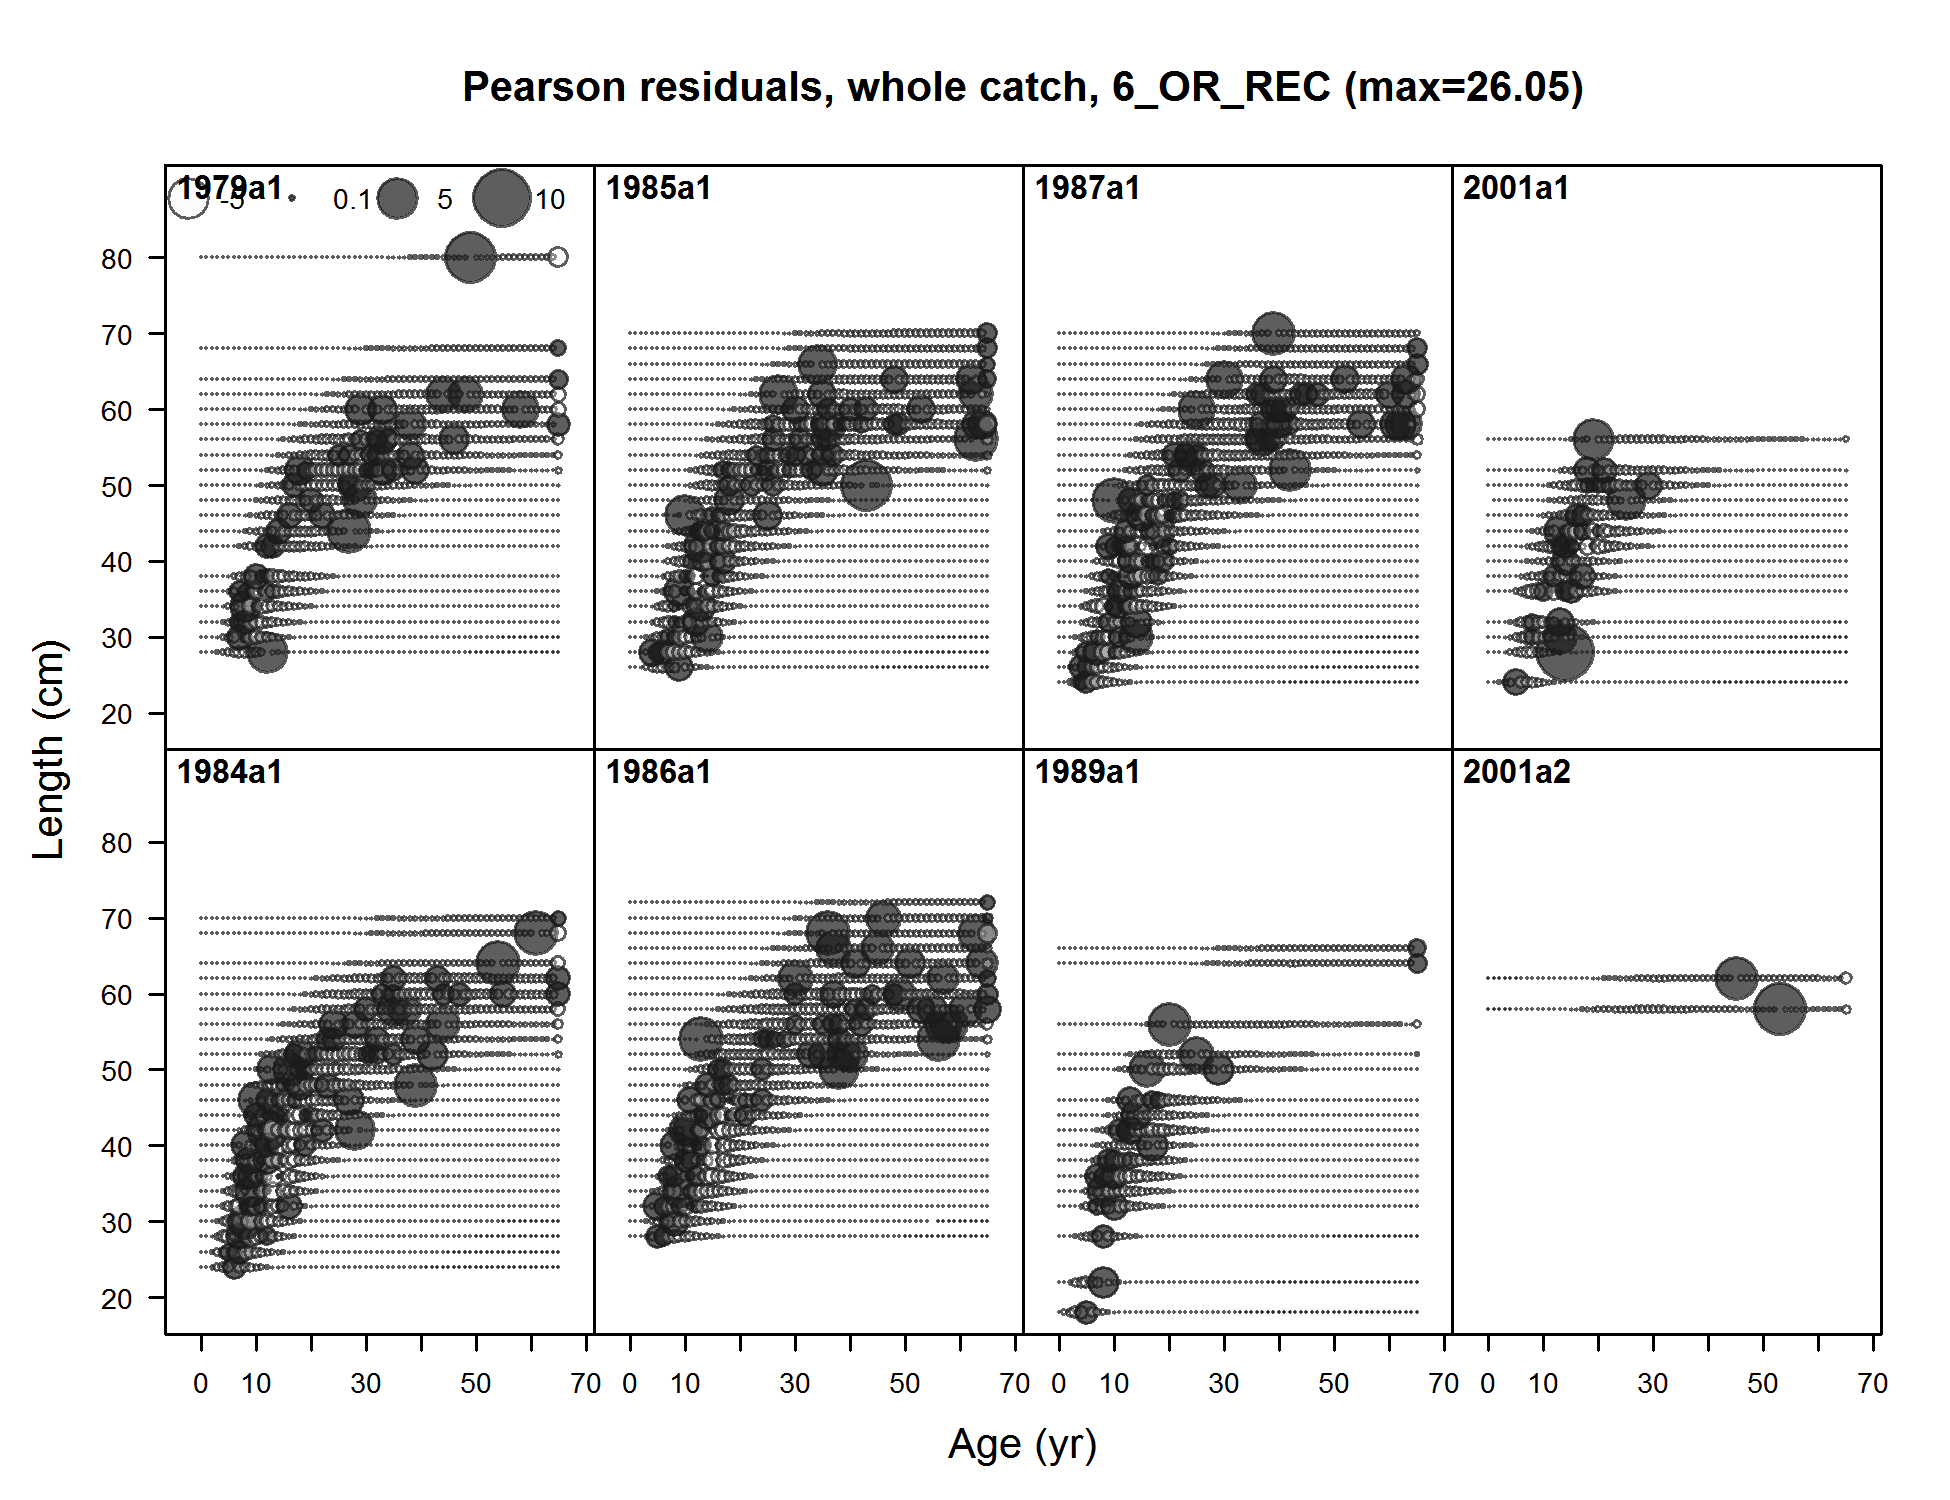 Pearson residuals, whole catch, 6_OR_REC (max=26.05)
1979a1 1985a1 1987a1 2001a1
-5 0.1 5 10
80
70
60
50
40
30
20
1984a1 1986a1 1989a1 2001a2
80
70
60
50
40
30
20
0 10 30 50 70 0 10 30 50 70 0 10 30 50 70 0 10 30 50 70
Length (cm)
Age (yr)